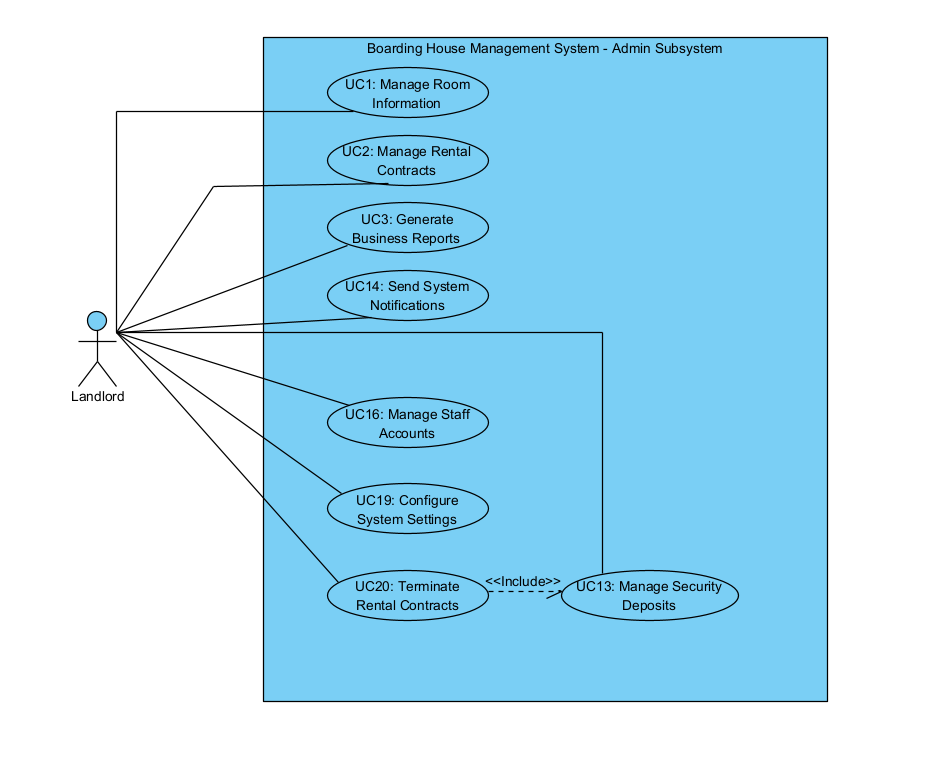 Boarding House Management System - Admin Subsystem
UC1: Manage Room
Information
UC2: Manage Rental
Contracts
UC3: Generate
Business Reports
UC14: Send System
Notifications
Landlord
UC16: Manage Staff
Accounts
UC19: Configure
System Settings
UC20: Terminate
Rental Contracts
<<Include>>
UC13: Manage Security
Deposits